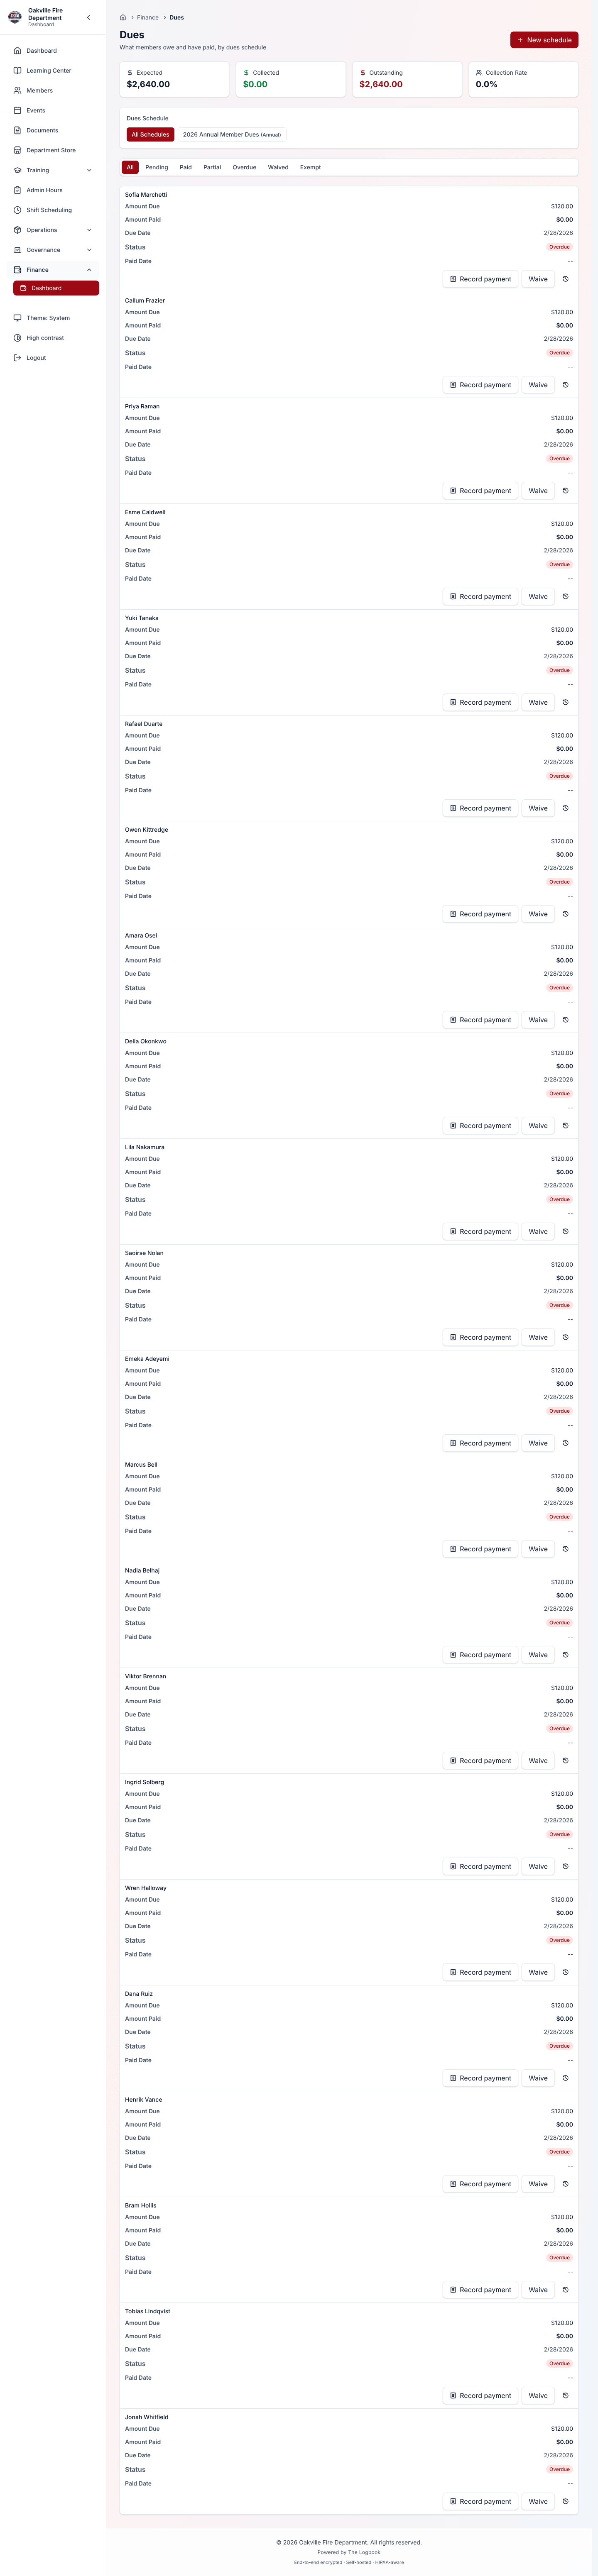 Oakville Fire
Department
Dashboard
Dashboard
Learning Center
Members
Events
Documents
Department Store
Training
Admin Hours
Shift Scheduling
Operations
Governance
Finance
Dashboard
Theme: System
High contrast
Logout
Finance > Dues
Dues
What members owe and have paid, by dues schedule
New schedule
Expected
$2,640.00
Collected
$0.00
Outstanding
$2,640.00
Collection Rate
0.0%
Dues Schedule
All Schedules 2026 Annual Member Dues (Annual)
All Pending Paid Partial Overdue Waived Exempt
Sofia Marchetti
Amount Due $120.00
Amount Paid $0.00
Due Date 2/28/2026
Status Overdue
Paid Date --
Record payment Waive
Callum Frazier
Amount Due $120.00
Amount Paid $0.00
Due Date 2/28/2026
Status Overdue
Paid Date --
Record payment Waive
Priya Raman
Amount Due $120.00
Amount Paid $0.00
Due Date 2/28/2026
Status Overdue
Paid Date --
Record payment Waive
Esme Caldwell
Amount Due $120.00
Amount Paid $0.00
Due Date 2/28/2026
Status Overdue
Paid Date --
Record payment Waive
Yuki Tanaka
Amount Due $120.00
Amount Paid $0.00
Due Date 2/28/2026
Status Overdue
Paid Date --
Record payment Waive
Rafael Duarte
Amount Due $120.00
Amount Paid $0.00
Due Date 2/28/2026
Status Overdue
Paid Date --
Record payment Waive
Owen Kittredge
Amount Due $120.00
Amount Paid $0.00
Due Date 2/28/2026
Status Overdue
Paid Date --
Record payment Waive
Amara Osei
Amount Due $120.00
Amount Paid $0.00
Due Date 2/28/2026
Status Overdue
Paid Date --
Record payment Waive
Delia Okonkwo
Amount Due $120.00
Amount Paid $0.00
Due Date 2/28/2026
Status Overdue
Paid Date --
Record payment Waive
Lila Nakamura
Amount Due $120.00
Amount Paid $0.00
Due Date 2/28/2026
Status Overdue
Paid Date --
Record payment Waive
Saoirse Nolan
Amount Due $120.00
Amount Paid $0.00
Due Date 2/28/2026
Status Overdue
Paid Date --
Record payment Waive
Emeka Adeyemi
Amount Due $120.00
Amount Paid $0.00
Due Date 2/28/2026
Status Overdue
Paid Date --
Record payment Waive
Marcus Bell
Amount Due $120.00
Amount Paid $0.00
Due Date 2/28/2026
Status Overdue
Paid Date --
Record payment Waive
Nadia Belhaj
Amount Due $120.00
Amount Paid $0.00
Due Date 2/28/2026
Status Overdue
Paid Date --
Record payment Waive
Viktor Brennan
Amount Due $120.00
Amount Paid $0.00
Due Date 2/28/2026
Status Overdue
Paid Date --
Record payment Waive
Ingrid Solberg
Amount Due $120.00
Amount Paid $0.00
Due Date 2/28/2026
Status Overdue
Paid Date --
Record payment Waive
Wren Halloway
Amount Due $120.00
Amount Paid $0.00
Due Date 2/28/2026
Status Overdue
Paid Date --
Record payment Waive
Dana Ruiz
Amount Due $120.00
Amount Paid $0.00
Due Date 2/28/2026
Status Overdue
Paid Date --
Record payment Waive
Henrik Vance
Amount Due $120.00
Amount Paid $0.00
Due Date 2/28/2026
Status Overdue
Paid Date --
Record payment Waive
Bram Hollis
Amount Due $120.00
Amount Paid $0.00
Due Date 2/28/2026
Status Overdue
Paid Date --
Record payment Waive
Tobias Lindqvist
Amount Due $120.00
Amount Paid $0.00
Due Date 2/28/2026
Status Overdue
Paid Date --
Record payment Waive
Jonah Whitfield
Amount Due $120.00
Amount Paid $0.00
Due Date 2/28/2026
Status Overdue
Paid Date --
Record payment Waive
© 2026 Oakville Fire Department. All rights reserved.
Powered by The Logbook
End-to-end encrypted · Self-hosted · HIPAA-aware